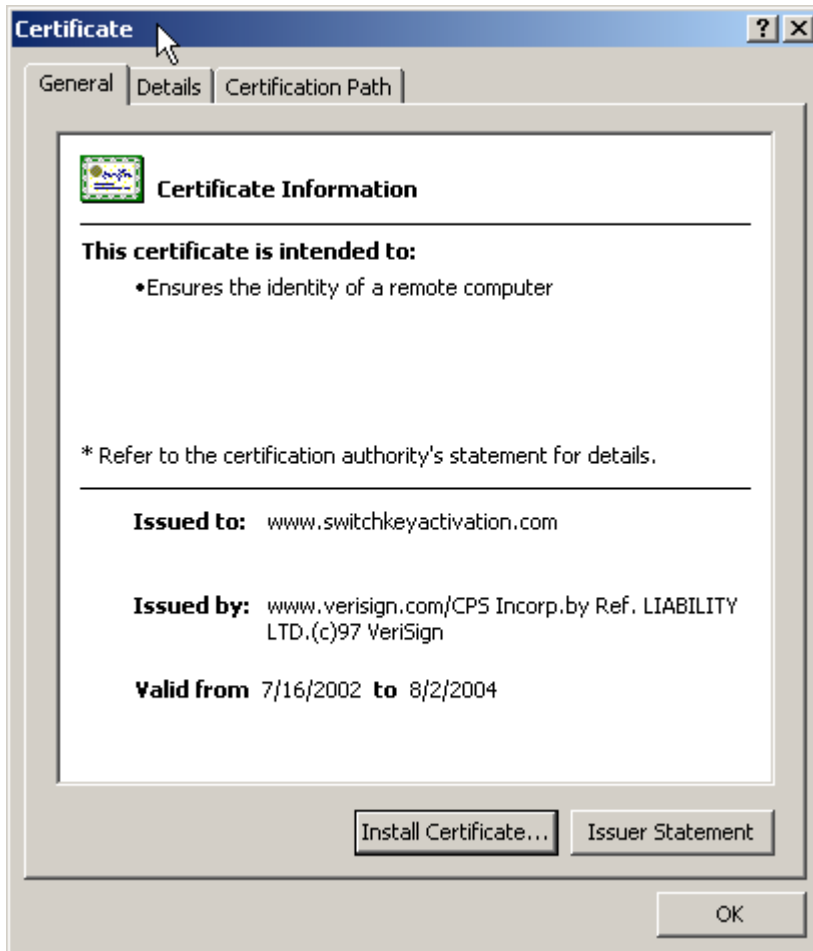 Certificate
General Details Certification Path
Certificate Information
This certificate is intended to:
•Ensures the identity of a remote computer
* Refer to the certification authority's statement for details.
Issued to: www.switchkeyactivation.com
Issued by: www.verisign.com/CPS Incorp.by Ref. LIABILITY
LTD.(c)97 VeriSign
Valid from 7/16/2002 to 8/2/2004
Install Certificate... Issuer Statement
OK